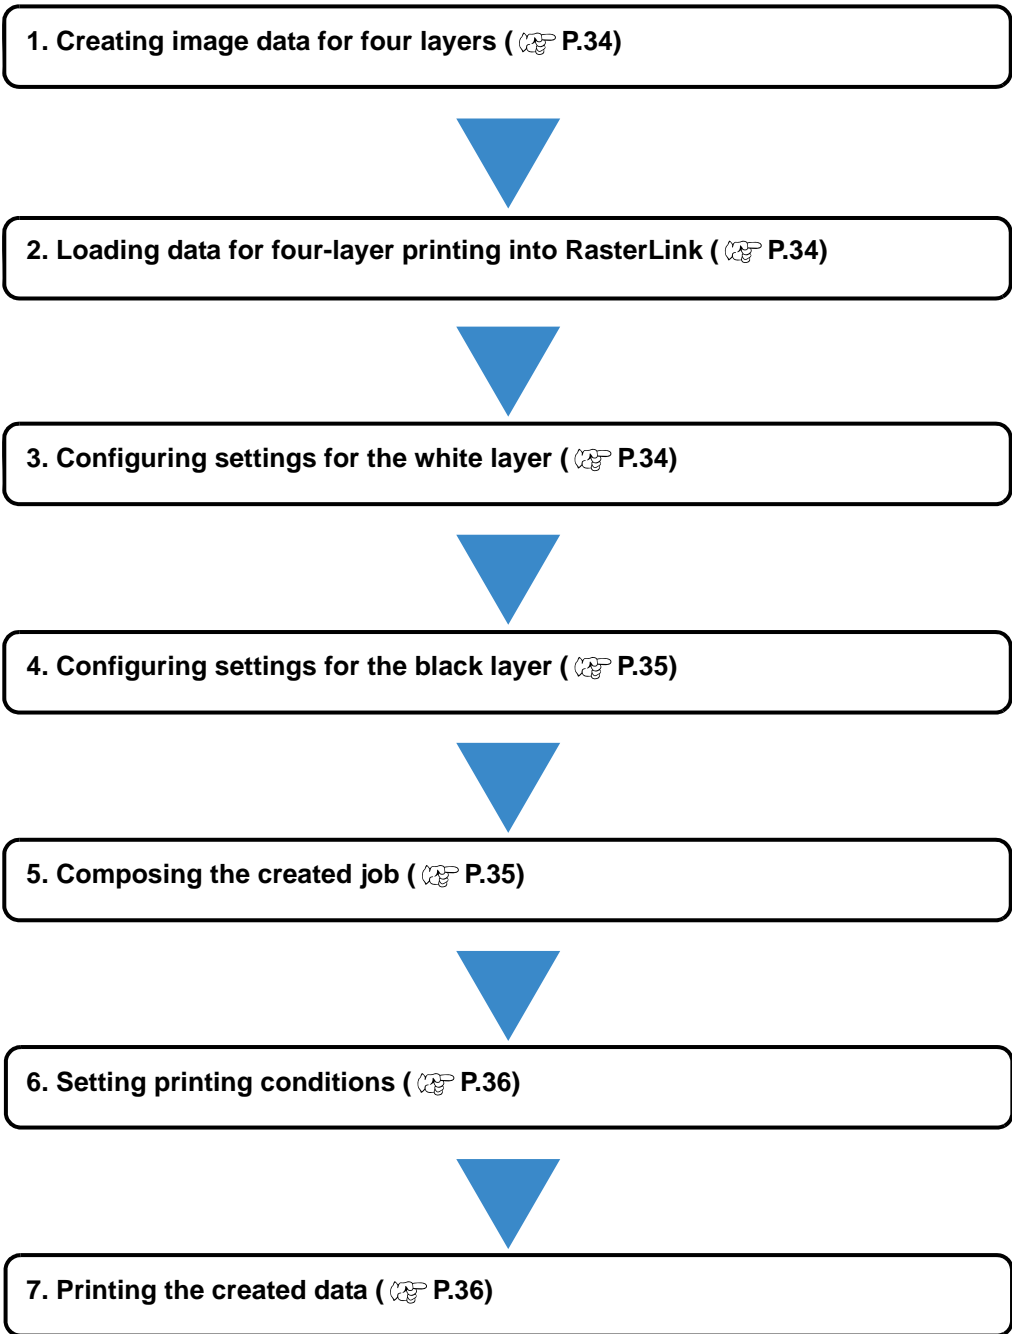 1. Creating image data for four layers ( P.34)
2. Loading data for four-layer printing into RasterLink ( P.34)
3. Configuring settings for the white layer ( P.34)
4. Configuring settings for the black layer ( P.35)
5. Composing the created job ( P.35)
6. Setting printing conditions ( P.36)
7. Printing the created data ( P.36)